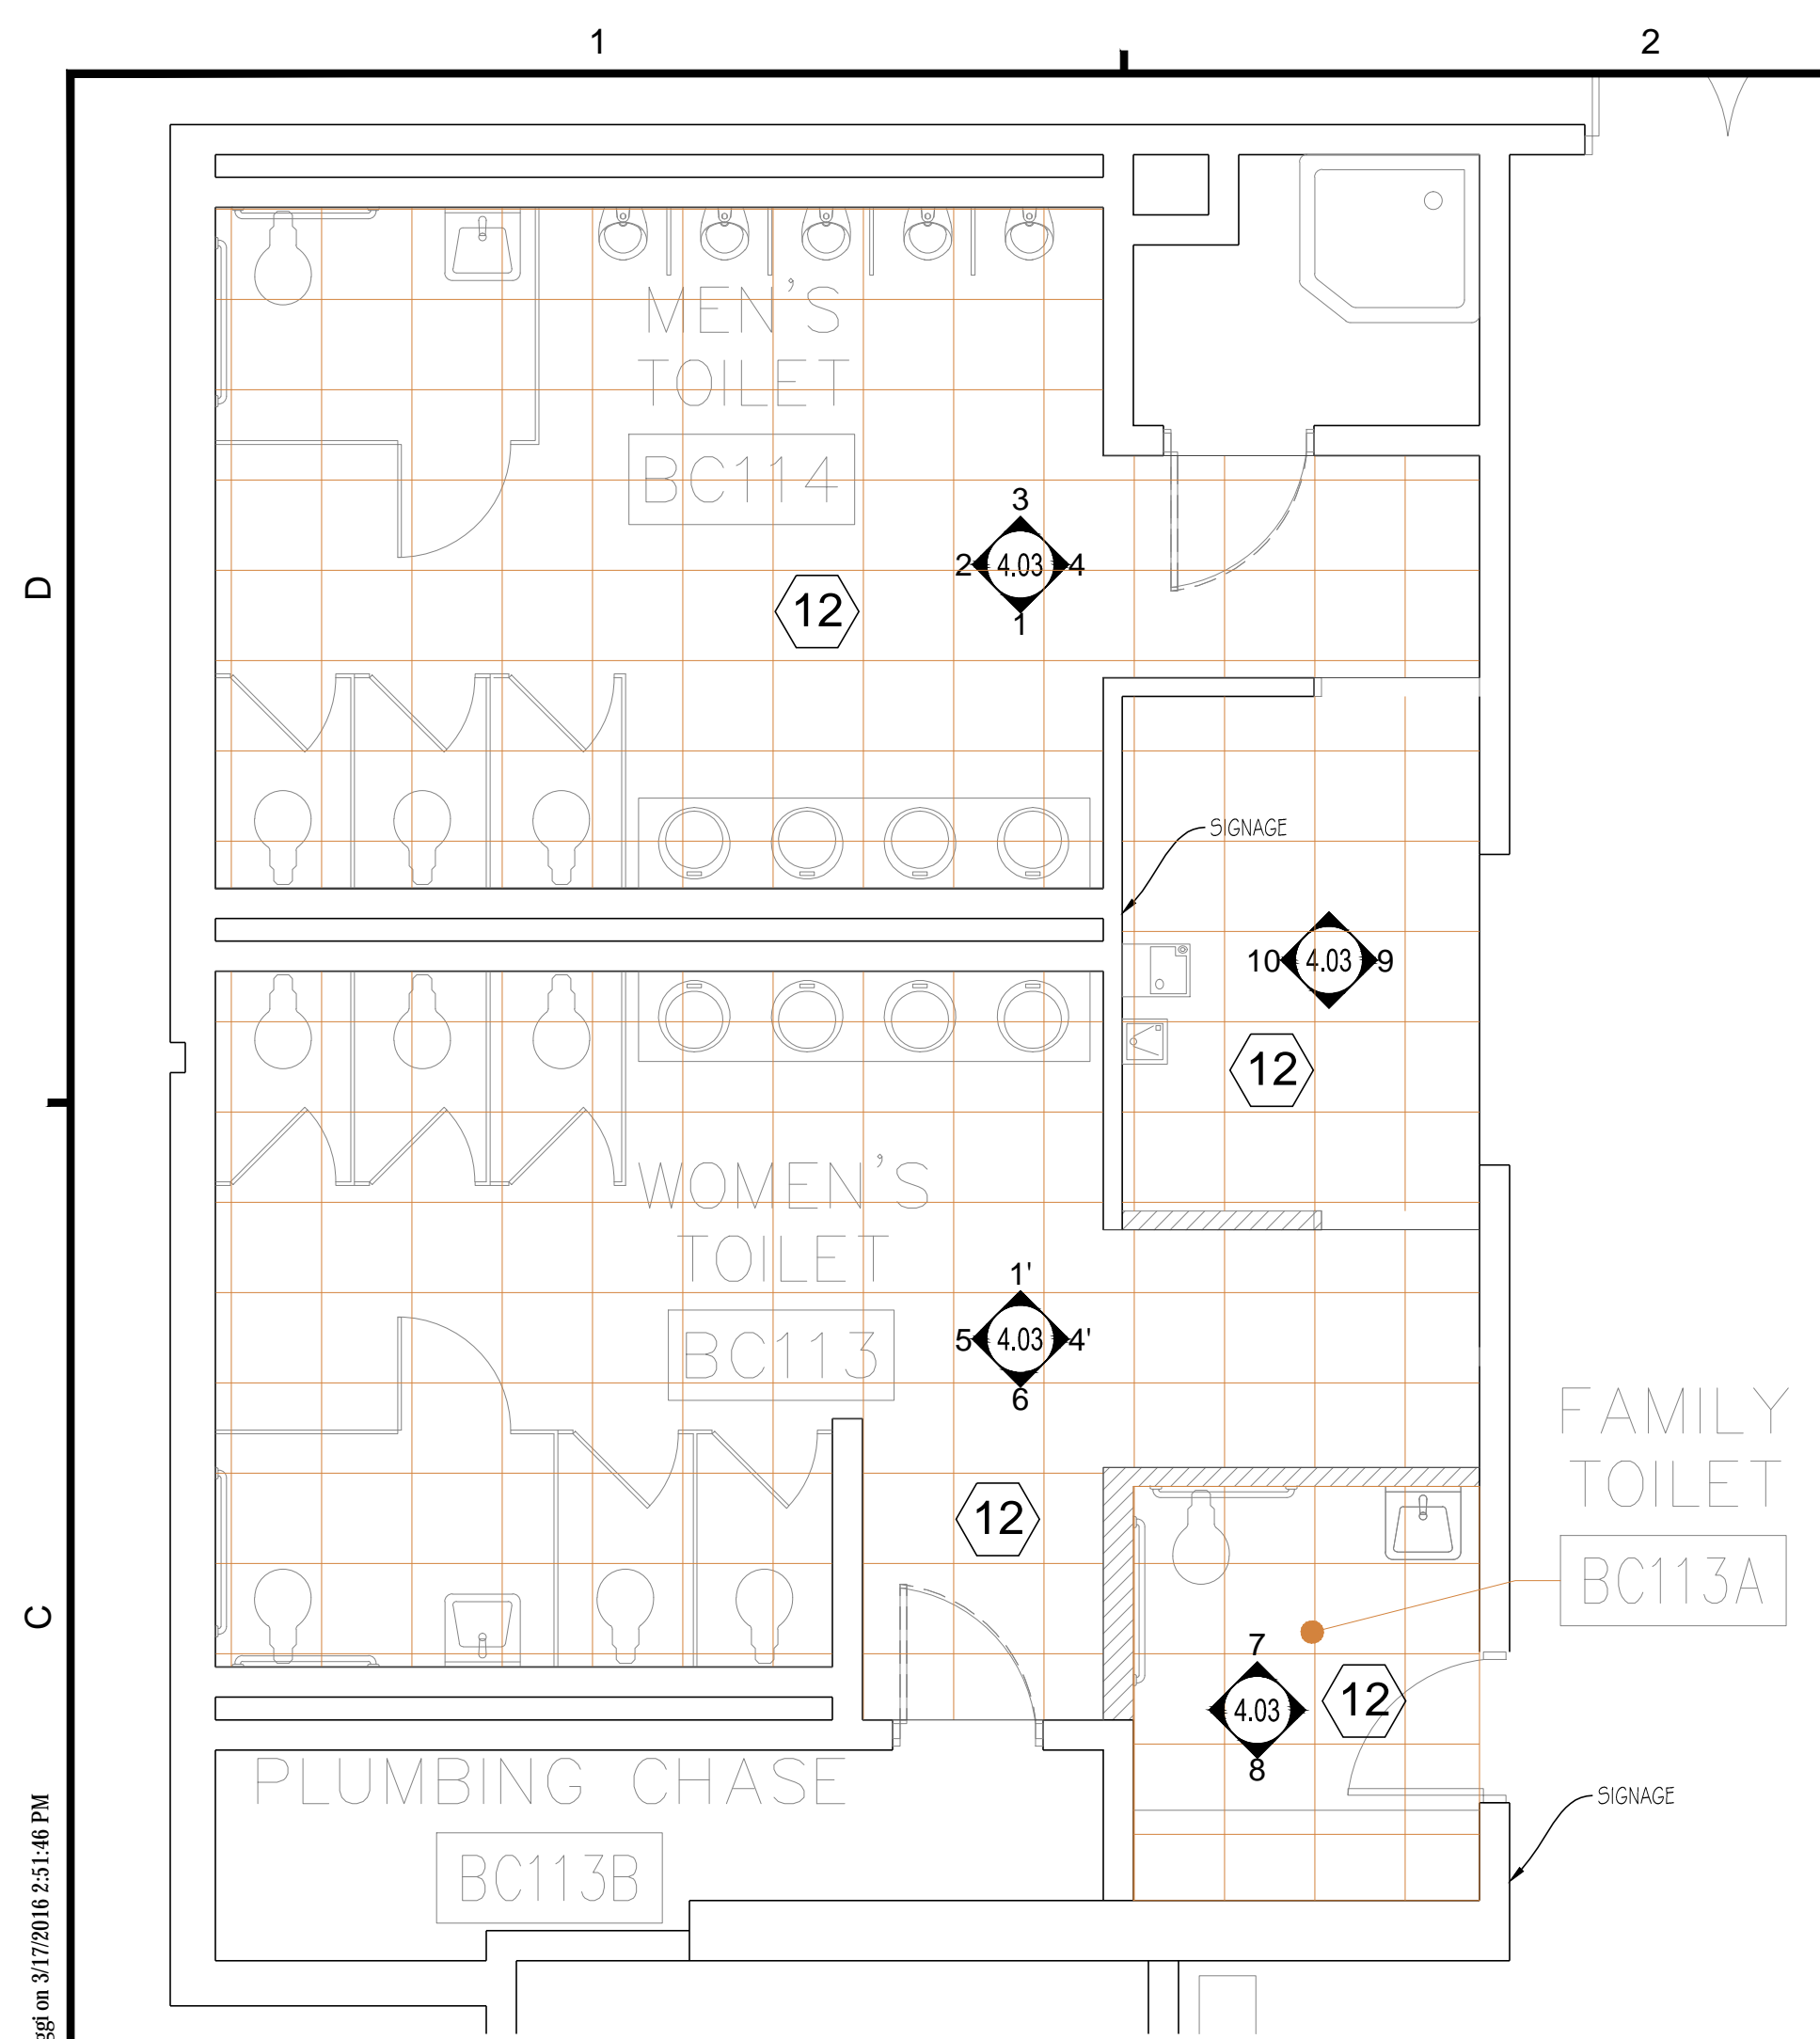 1
2
MEN'S
TOILET
BC114
3
2 4.03 4
1
12
D
SIGNAGE
10 4.03 9
12
WOMEN'S
TOILET
BC113
1'
5 4.03 4'
6
12
FAMILY
TOILET
BC113A
C
7
4.03
8
12
PLUMBING CHASE
BC113B
SIGNAGE
ggi on 3/17/2016 2:51:46 PM